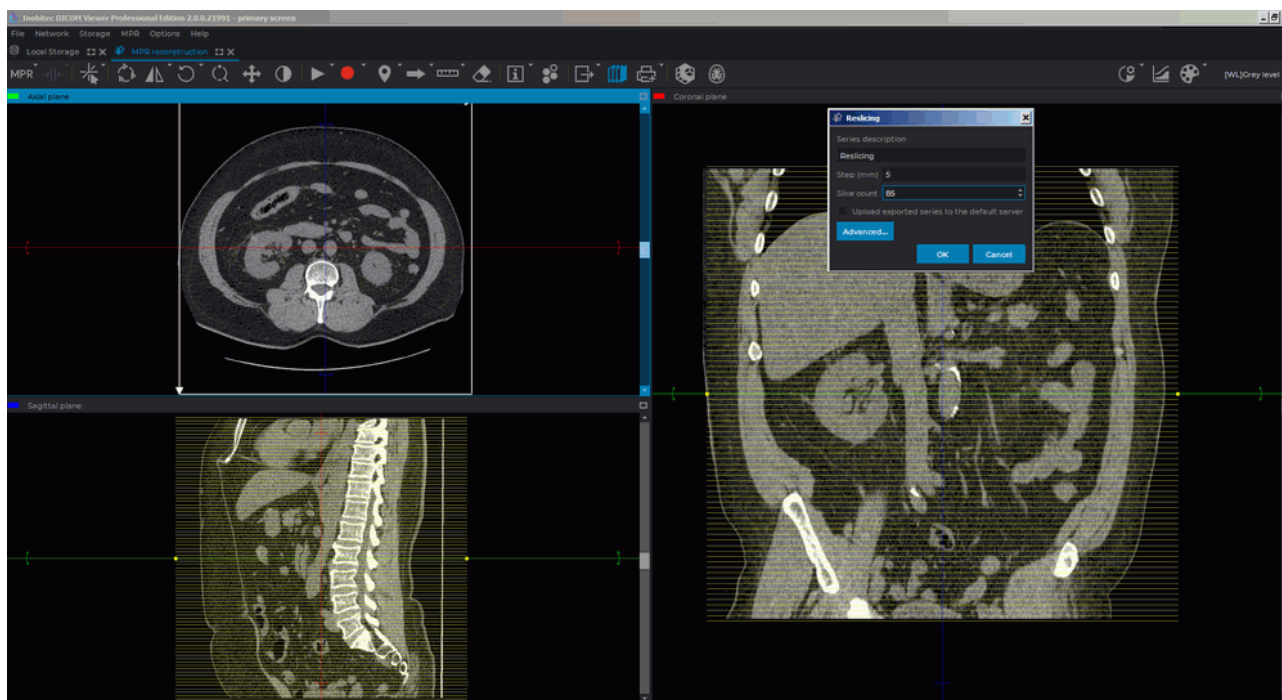 Inobitec DICOM Viewer Professional Edition 2.0.0.21991 - primary screen
File Network Storage MPR Options Help
Local Storage MPR reconstruction
MPR [WL]Grey level
Axial plane
Coronal plane
Reslicing
Series description
Reslicing
Step (mm) 5
Slice count 85
Upload exported series to the default server
Advanced...
OK Cancel
Sagittal plane